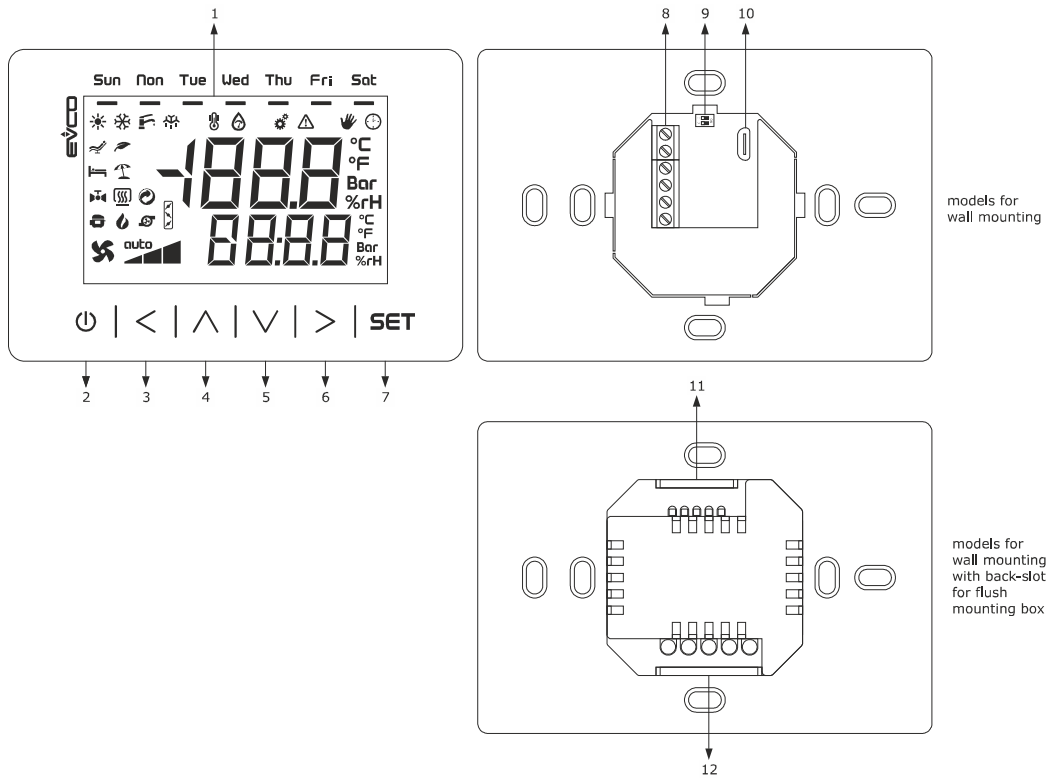 1
Sun Mon Tue Wed Thu Fri Sat
EVCO
-188.8
°C
°F
Bar
%rH
auto
68:8.8
°C
°F
Bar
%rH
SET
2 3 4 5 6 7
8 9 10
models for
wall mounting
11
models for
wall mounting
with back-slot
for flush
mounting box
12